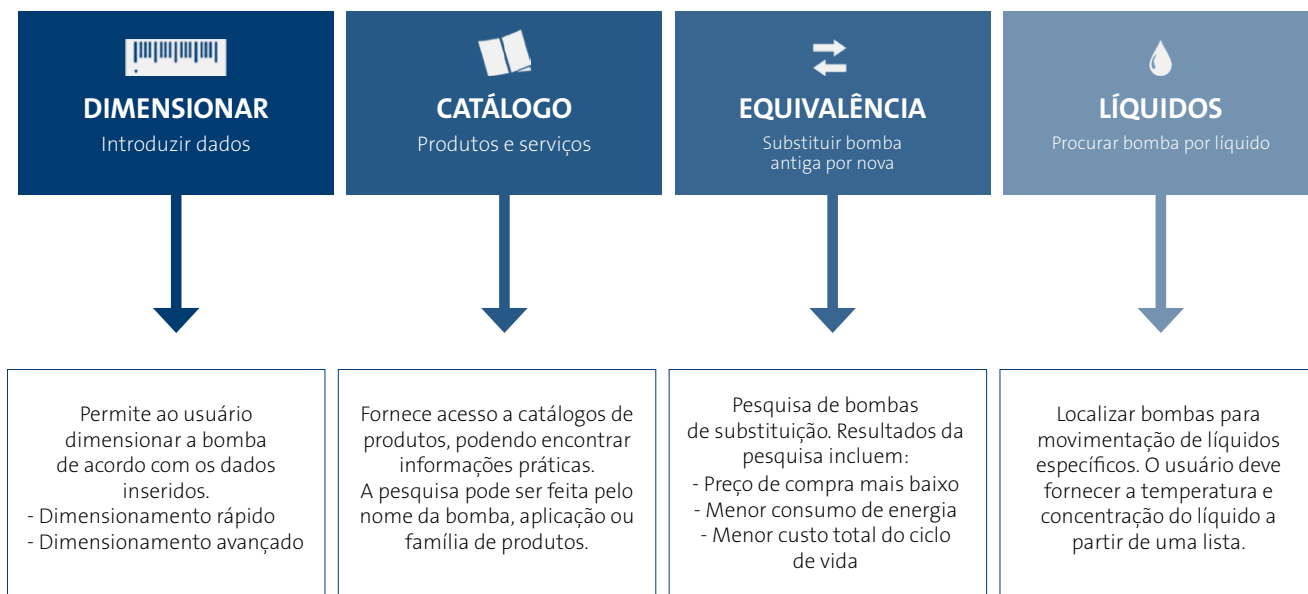 DIMENSIONAR
Introduzir dados
CATÁLOGO
Produtos e serviços
EQUIVALÊNCIA
Substituir bomba
antiga por nova
LÍQUIDOS
Procurar bomba por líquido
Permite ao usuário
dimensionar a bomba
de acordo com os dados
inseridos.
- Dimensionamento rápido
- Dimensionamento avançado
Fornece acesso a catálogos de
produtos, podendo encontrar
informações práticas.
A pesquisa pode ser feita pelo
nome da bomba, aplicação ou
família de produtos.
Pesquisa de bombas
de substituição. Resultados da
pesquisa incluem:
- Preço de compra mais baixo
- Menor consumo de energia
- Menor custo total do ciclo
de vida
Localizar bombas para
movimentação de líquidos
específicos. O usuário deve
fornecer a temperatura e
concentração do líquido a
partir de uma lista.